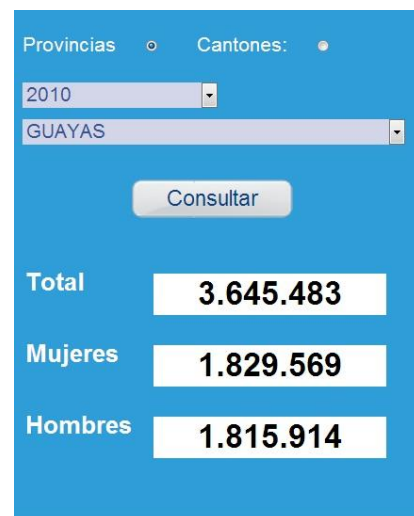 Provincias Cantones:
2010
GUAYAS
Consultar
Total 3.645.483
Mujeres 1.829.569
Hombres 1.815.914